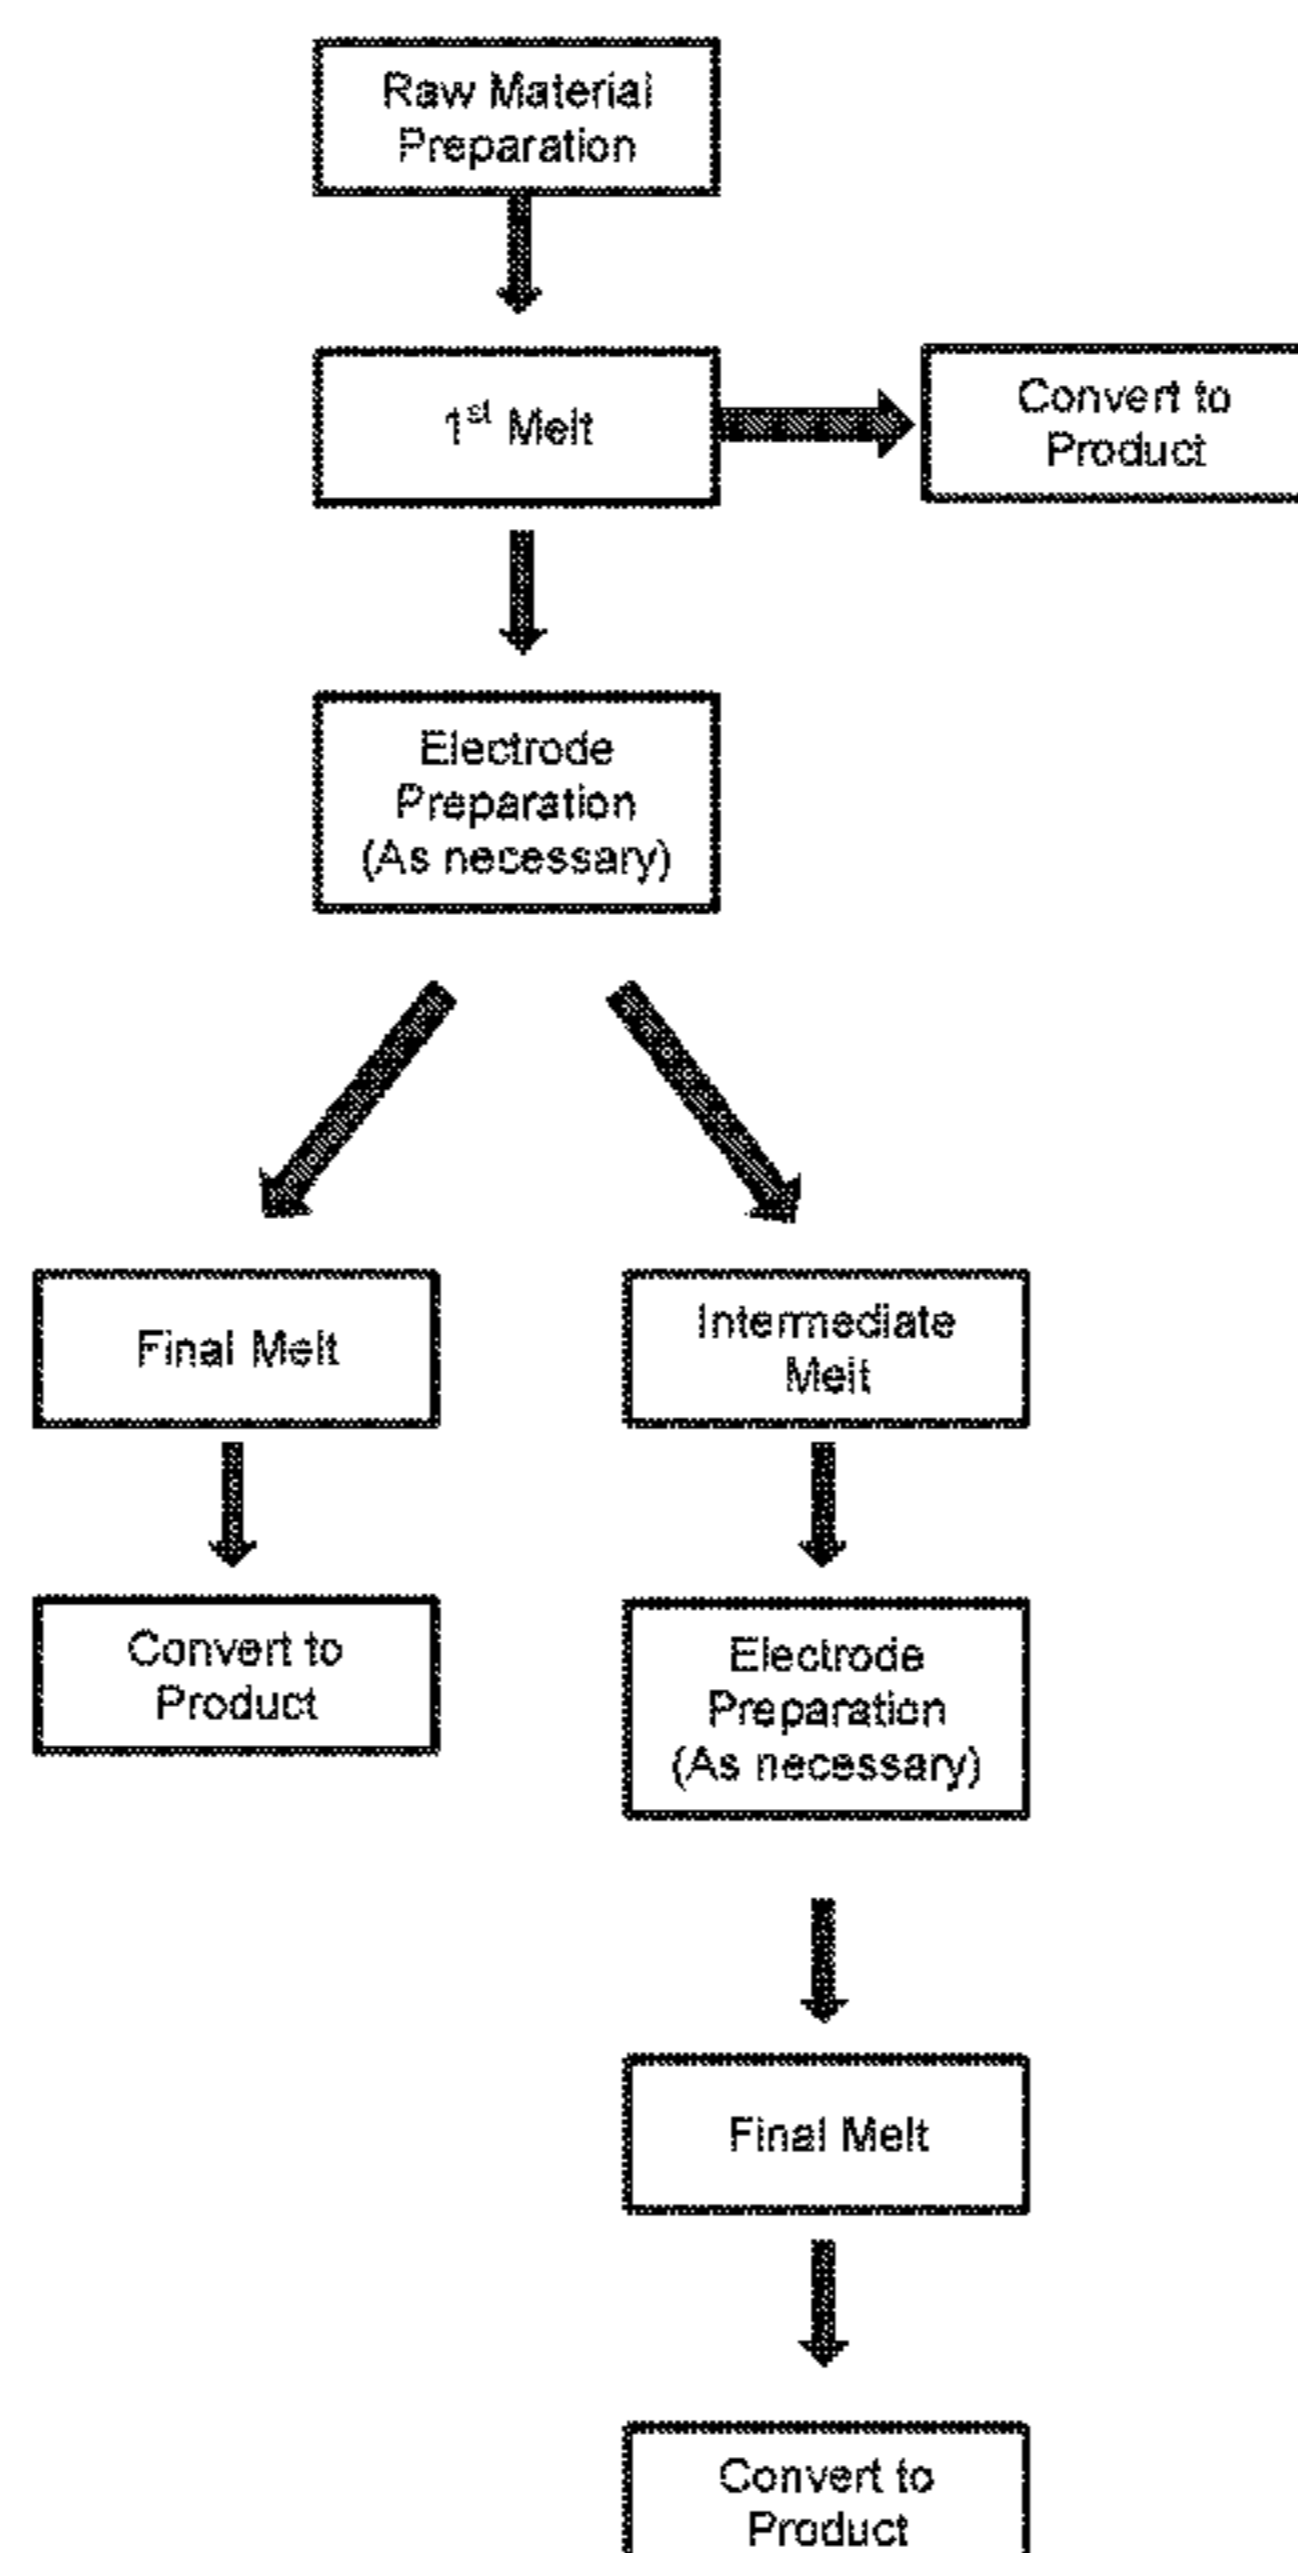 Raw Material
Preparation
1st Melt
Convert to
Product
Electrode
Preparation
(As necessary)
Final Melt
Intermediate
Melt
Convert to
Product
Electrode
Preparation
(As necessary)
Final Melt
Convert to
Product